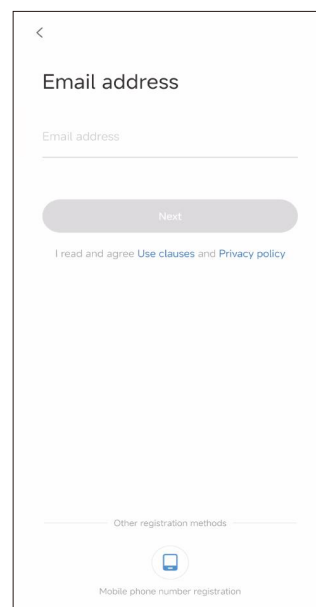 Email address
Email address
Next
I read and agree Use clauses and Privacy policy
Other registration methods
Mobile phone number registration